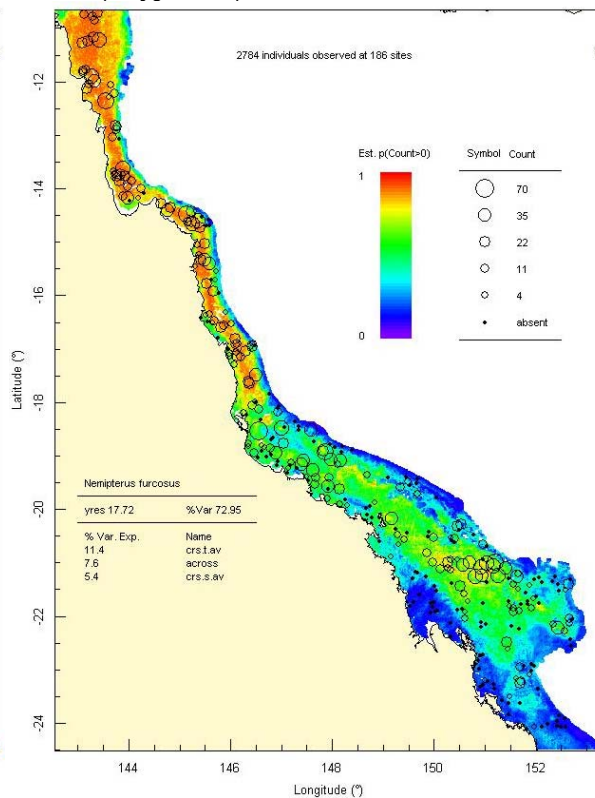 2784 individuals observed at 186 sites
Est. p(Count>0)
1
0
Symbol Count
70
35
22
11
4
absent
Nemipterus furcosus
yres 17.72 %Var 72.95
% Var. Exp. Name
11.4 crs.t.av
7.6 across
5.4 crs.s.av
Latitude (°)
-12
-14
-16
-18
-20
-22
-24
144 146 148 150 152
Longitude (°)